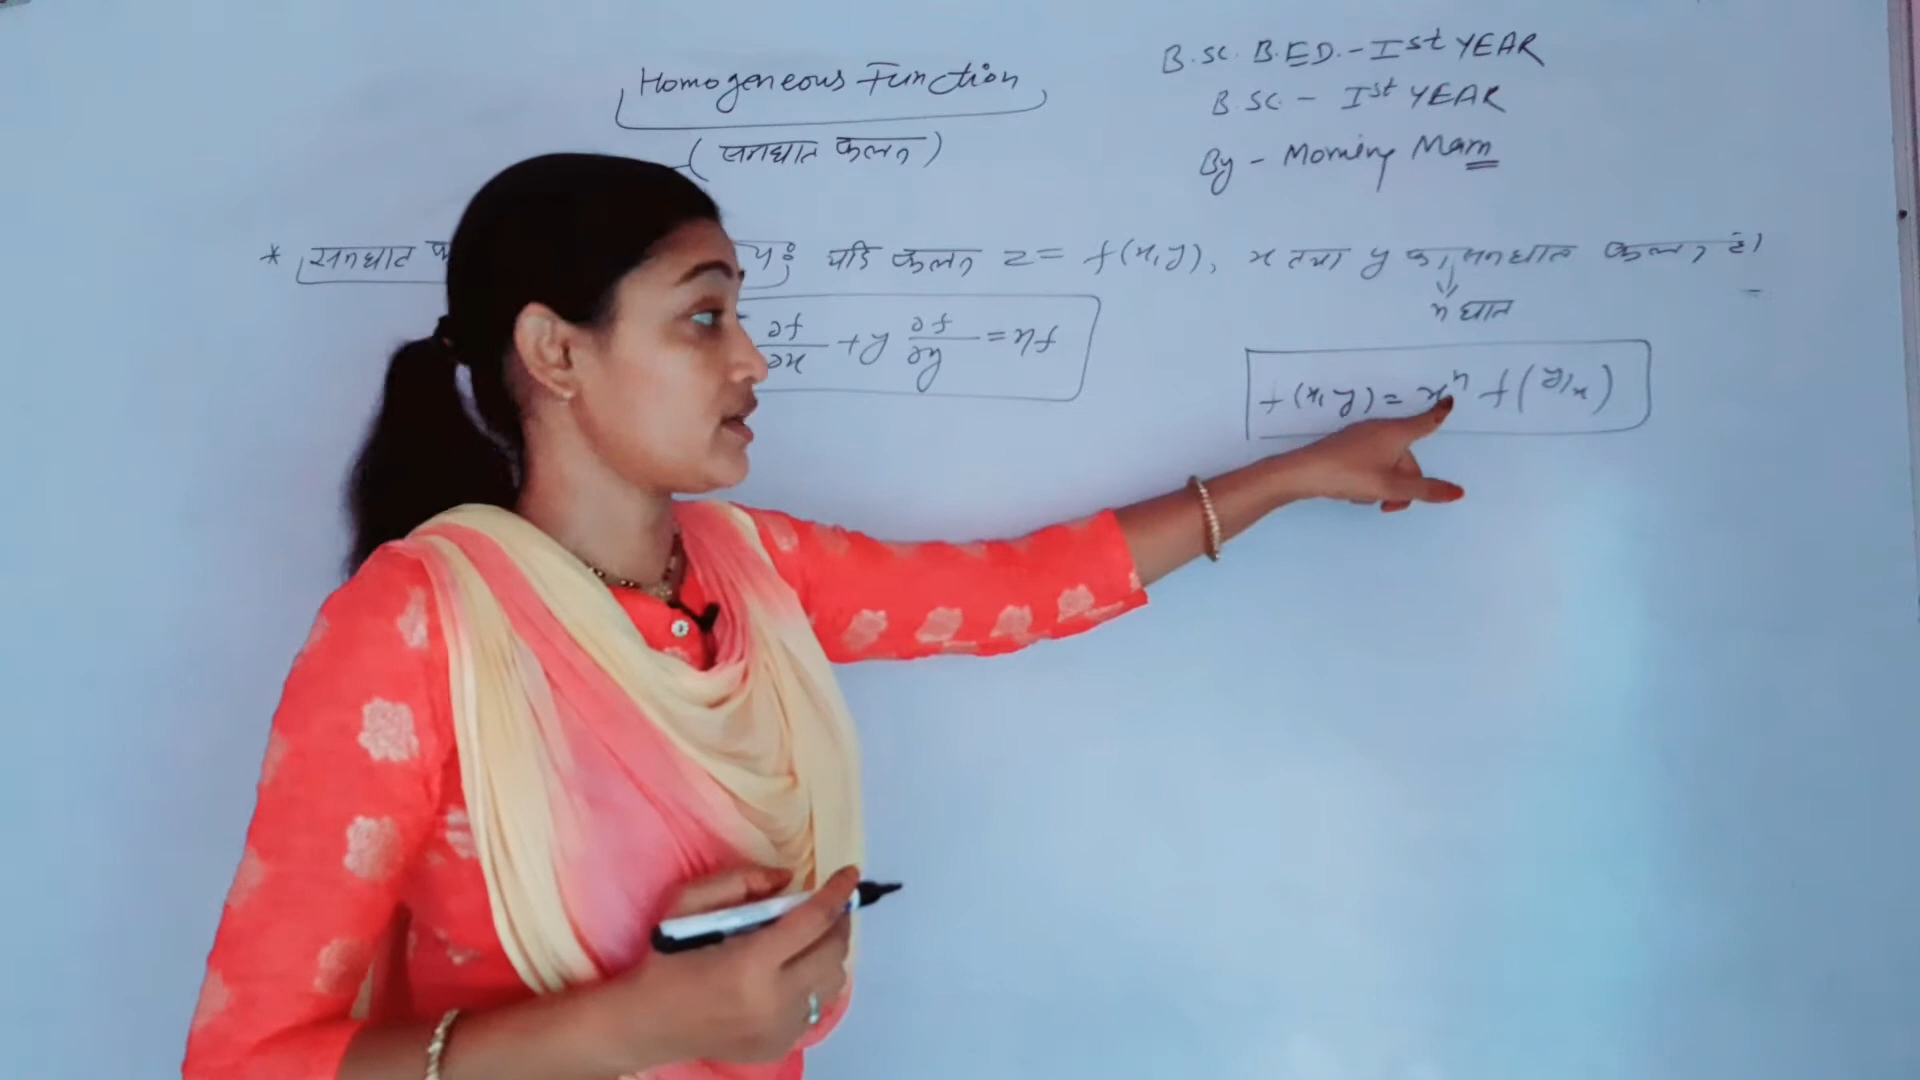 Homogeneous Function
(समघात फलन)
B.Sc. B.ED. - Ist YEAR
B.SC. - Ist YEAR
By - Morning Mam
* समघात यदि फलन z = f(x,y), x तथा y का समघात फलन है।
n घात
∂f/∂x + y ∂f/∂y = nf
f(x,y) = xⁿ f(y/x)